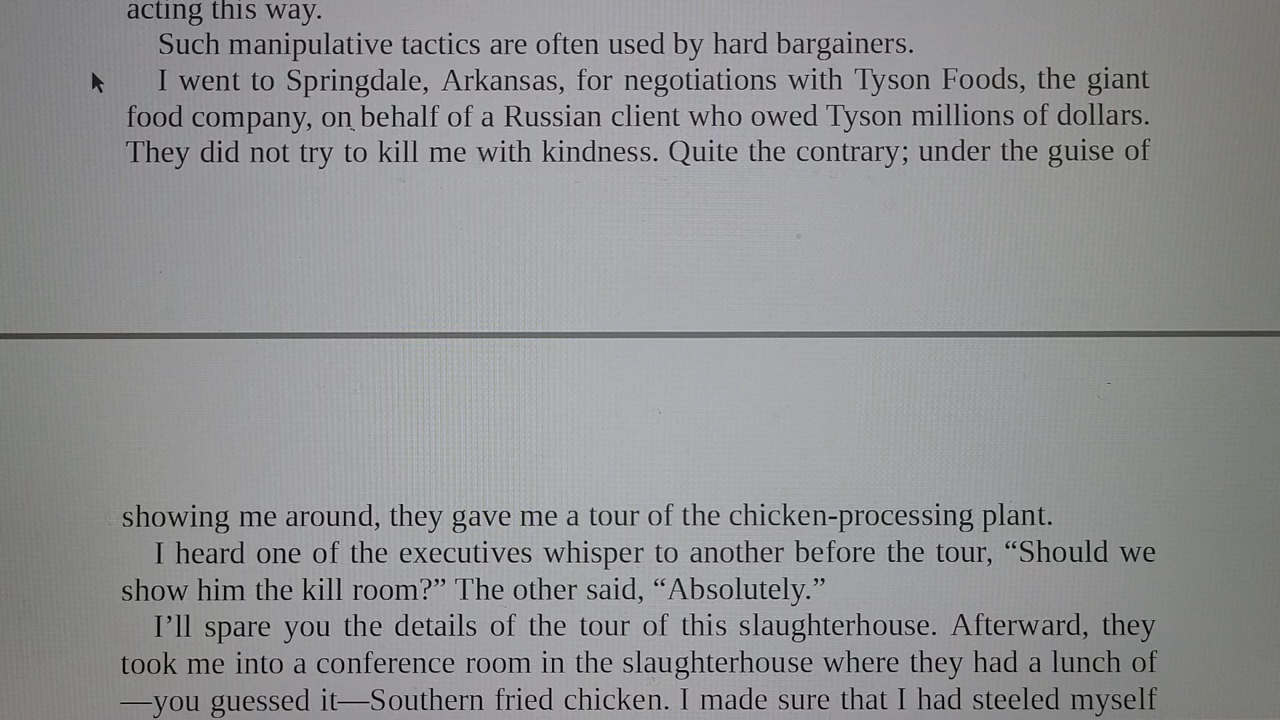 acting this way.
Such manipulative tactics are often used by hard bargainers.
I went to Springdale, Arkansas, for negotiations with Tyson Foods, the giant
food company, on behalf of a Russian client who owed Tyson millions of dollars.
They did not try to kill me with kindness. Quite the contrary; under the guise of
showing me around, they gave me a tour of the chicken-processing plant.
I heard one of the executives whisper to another before the tour, “Should we
show him the kill room?” The other said, “Absolutely.”
I’ll spare you the details of the tour of this slaughterhouse. Afterward, they
took me into a conference room in the slaughterhouse where they had a lunch of
—you guessed it—Southern fried chicken. I made sure that I had steeled myself